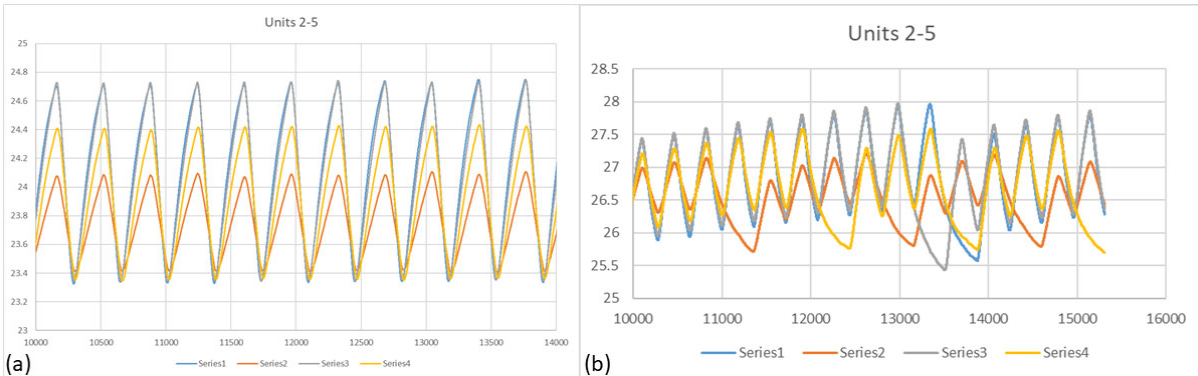 Units 2-5
25
24.8
24.6
24.4
24.2
24
23.8
23.6
23.4
23.2
23
10000 10500 11000 11500 12000 12500 13000 13500 14000
Series1 Series2 Series3 Series4
(a)
Units 2-5
28.5
28
27.5
27
26.5
26
25.5
25
10000 11000 12000 13000 14000 15000 16000
Series1 Series2 Series3 Series4
(b)